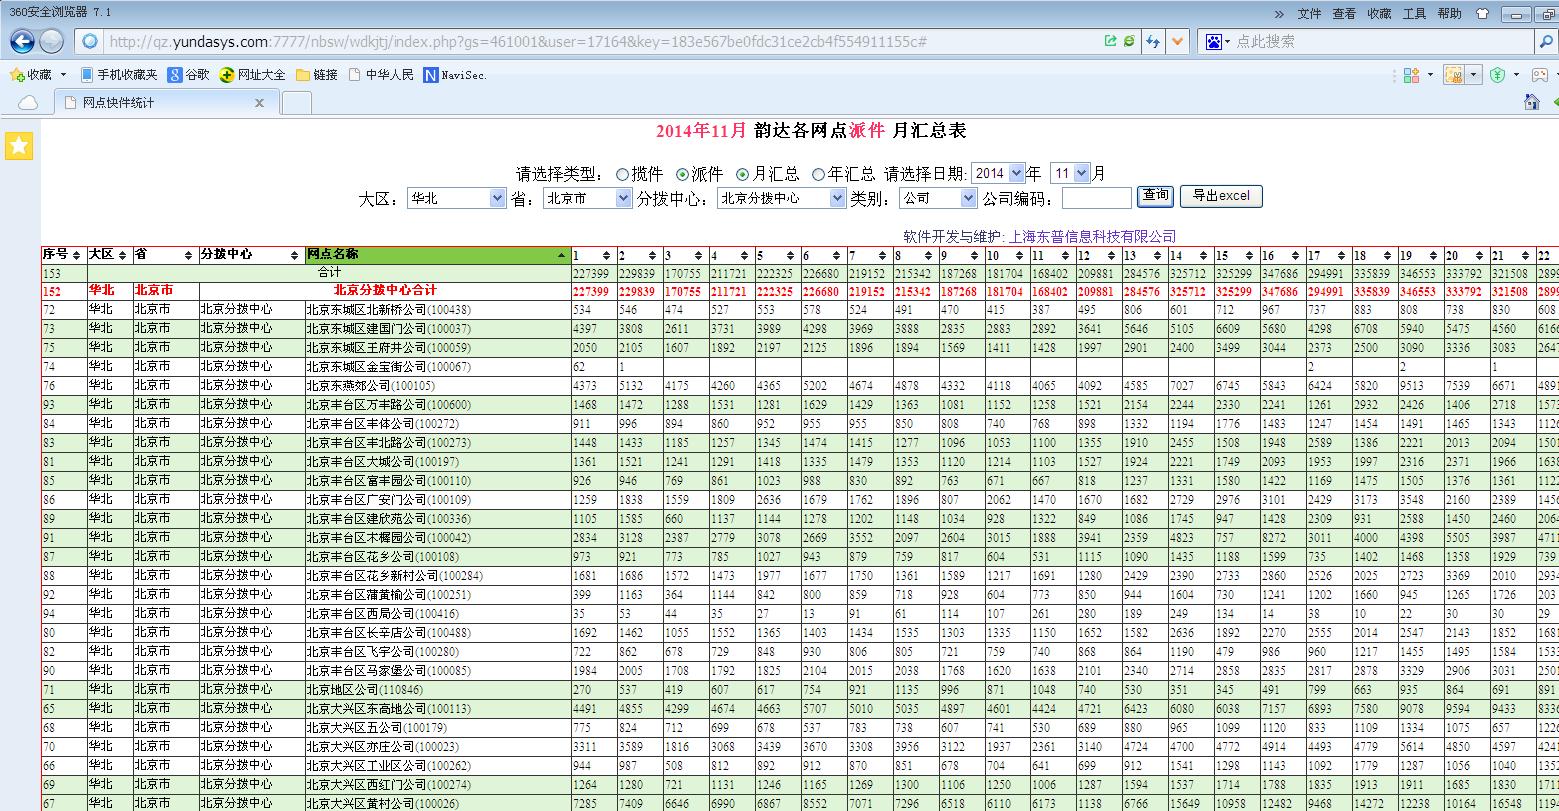 360安全浏览器 7.1
» 文件 查看 收藏 工具 帮助
http://qz.yundasys.com:7777/nbsw/wdkjtj/index.php?gs=461001&user=17164&key=183e567be0fdc31ce2cb4f554911155c#
点此搜索
收藏 手机收藏夹 谷歌 网址大全 链接 中华人民 NaviSec.
网点快件统计
2014年11月 韵达各网点派件 月汇总表
请选择类型: 揽件 派件 月汇总 年汇总 请选择日期: 2014 年 11 月
大区: 华北 省: 北京市 分拨中心: 北京分拨中心 类别: 公司 公司编码: 查询 导出excel
软件开发与维护: 上海东普信息科技有限公司
序号 大区 省 分拨中心 网点名称 1 2 3 4 5 6 7 8 9 10 11 12 13 14 15 16 17 18 19 20 21 22
153 合计 227399 229839 170755 211721 222325 226680 219152 215342 187268 181704 168402 209881 284576 325712 325299 347686 294991 335839 346553 333792 321508 2899
152 华北 北京市 北京分拨中心合计 227399 229839 170755 211721 222325 226680 219152 215342 187268 181704 168402 209881 284576 325712 325299 347686 294991 335839 346553 333792 321508 2899
72 华北 北京市 北京分拨中心 北京东城区北新桥公司(100438) 534 546 474 527 553 578 524 491 470 415 387 495 806 601 712 967 737 883 808 738 830 608
73 华北 北京市 北京分拨中心 北京东城区建国门公司(100037) 4397 3808 2611 3731 3989 4298 3969 3888 2835 2883 2892 3641 5646 5105 6609 5680 4298 6708 5940 5475 4560 6166
75 华北 北京市 北京分拨中心 北京东城区王府井公司(100059) 2050 2105 1607 1892 2197 2125 1896 1894 1569 1411 1428 1997 2901 2400 3499 3044 2373 2500 3090 3336 3083 2647
74 华北 北京市 北京分拨中心 北京东城区金宝街公司(100067) 62 1 2 2 1
76 华北 北京市 北京分拨中心 北京东燕郊公司(100105) 4373 5132 4175 4260 4365 5202 4674 4878 4332 4118 4065 4092 4585 7027 6745 5843 6424 5820 9513 7539 6671 4891
93 华北 北京市 北京分拨中心 北京丰台区万丰路公司(100600) 1468 1472 1288 1531 1281 1629 1429 1363 1081 1152 1258 1521 2154 2244 2330 2241 1261 2932 2426 1406 2718 1573
84 华北 北京市 北京分拨中心 北京丰台区丰体公司(100272) 911 996 894 860 952 955 955 850 808 740 768 898 1332 1194 1776 1483 1247 1454 1491 1465 1343 1126
83 华北 北京市 北京分拨中心 北京丰台区丰北路公司(100273) 1448 1433 1185 1257 1345 1474 1415 1277 1096 1053 1100 1355 1910 2455 1508 1948 2589 1386 2221 2013 2094 1501
81 华北 北京市 北京分拨中心 北京丰台区大城公司(100197) 1361 1521 1241 1291 1418 1335 1479 1353 1120 1214 1103 1527 1924 2221 1749 2093 1953 1997 2316 2371 1966 1638
85 华北 北京市 北京分拨中心 北京丰台区富丰园公司(100110) 926 946 769 861 1023 988 830 892 763 671 667 818 1237 1331 1580 1422 1169 1475 1505 1376 1361 1122
86 华北 北京市 北京分拨中心 北京丰台区广安门公司(100109) 1259 1838 1559 1809 2636 1679 1762 1896 807 2062 1470 1670 1682 2729 2976 3101 2429 3173 3548 2160 2389 1456
89 华北 北京市 北京分拨中心 北京丰台区建欣苑公司(100336) 1105 1585 660 1137 1144 1278 1202 1148 1034 928 1322 849 1086 1745 947 1428 2309 931 2588 1450 2460 2064
91 华北 北京市 北京分拨中心 北京丰台区木樨园公司(100042) 2834 3128 2387 2779 3078 2669 3552 2097 2604 3015 1888 3941 2359 4823 757 8272 3011 4000 4398 5505 3987 4711
87 华北 北京市 北京分拨中心 北京丰台区花乡公司(100108) 973 921 773 785 1027 943 879 759 817 604 531 1115 1090 1435 1188 1599 735 1402 1468 1358 1929 739
88 华北 北京市 北京分拨中心 北京丰台区花乡新村公司(100284) 1681 1686 1572 1473 1977 1677 1750 1361 1589 1217 1691 1280 2429 2390 2733 2860 2526 2025 2723 3369 2010 2934
92 华北 北京市 北京分拨中心 北京丰台区蒲黄榆公司(100251) 399 1163 364 1144 842 800 859 718 928 604 773 850 944 1604 730 1241 1202 1660 945 1265 1726 203
94 华北 北京市 北京分拨中心 北京丰台区西局公司(100416) 35 53 44 35 27 13 91 61 114 107 261 280 189 249 134 14 38 10 22 30 30 29
80 华北 北京市 北京分拨中心 北京丰台区长辛店公司(100488) 1692 1462 1055 1552 1365 1403 1434 1535 1303 1335 1150 1652 1582 2636 1892 2270 2555 2014 2547 2143 1852 1681
82 华北 北京市 北京分拨中心 北京丰台区飞宇公司(100280) 722 862 678 729 848 930 806 805 721 759 740 868 864 1190 479 986 960 1217 1455 1495 1584 1533
90 华北 北京市 北京分拨中心 北京丰台区马家堡公司(100085) 1984 2005 1708 1792 1825 2104 2015 2038 1768 1620 1638 2101 2340 2714 2858 2835 2817 2878 3329 2906 3031 2501
71 华北 北京市 北京分拨中心 北京地区公司(110846) 270 537 419 607 617 754 921 1135 996 871 1048 740 530 351 345 491 799 663 935 864 691 891
65 华北 北京市 北京分拨中心 北京大兴区东高地公司(100113) 4491 4855 4299 4674 4663 5707 5010 5035 4897 4601 4424 4721 6423 6080 6038 7157 6893 7580 9078 9594 9433 8336
68 华北 北京市 北京分拨中心 北京大兴区五公司(100179) 775 824 712 699 678 537 783 738 607 741 530 689 880 965 1099 1120 833 1109 1334 1075 657 1226
70 华北 北京市 北京分拨中心 北京大兴区亦庄公司(100023) 3311 3589 1816 3068 3439 3670 3308 3956 3122 1937 2361 3140 4724 4700 4772 4914 4493 4779 5614 4850 4597 4241
66 华北 北京市 北京分拨中心 北京大兴区工业区公司(100262) 944 987 508 812 892 912 870 851 678 704 641 699 912 1541 1298 1143 1092 1779 1287 1056 1040 1352
69 华北 北京市 北京分拨中心 北京大兴区西红门公司(100274) 1264 1280 721 1131 1246 1165 1269 1300 1106 1250 1006 1287 1594 1537 1714 1788 1835 1913 1911 1685 1830 1711
67 华北 北京市 北京分拨中心 北京大兴区黄村公司(100026) 7285 7409 6646 6990 6867 8552 7071 7296 6518 6110 6173 1138 6766 15649 10958 12482 9468 14272 12238 10164 16548 1194